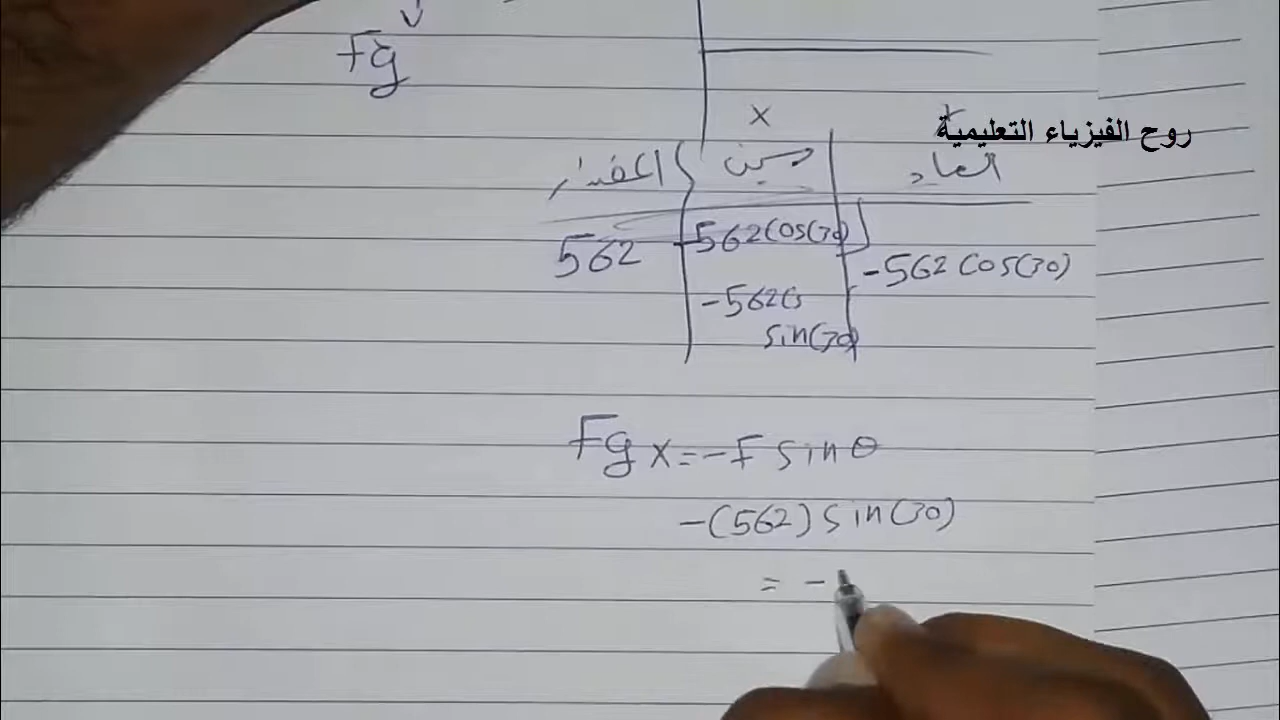 Fg
روح الفيزياء التعليمية
x
المقدار
562
562 cos(30)
-562 cos(30)
-562
sin(30)
Fg x = -F sin θ
-(562) sin(30)
= -